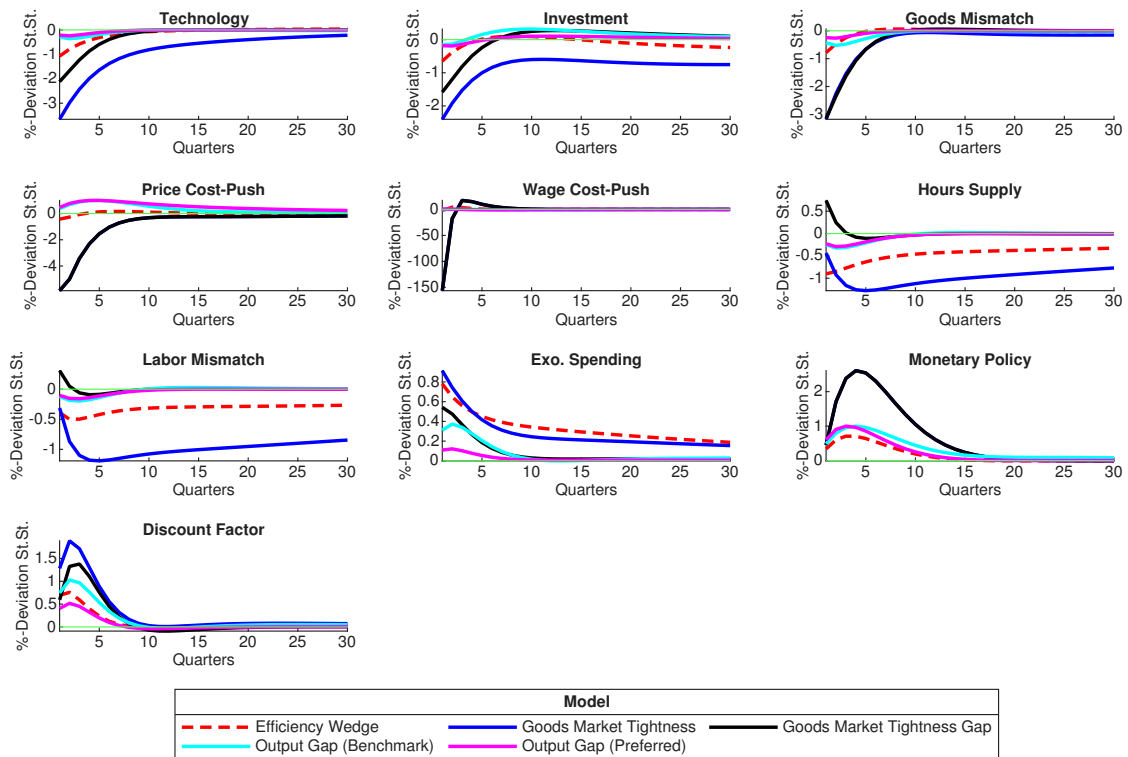 Technology
%-Deviation St.St.
0
-1
-2
-3
5 10 15 20 25 30
Quarters
Investment
%-Deviation St.St.
0
-1
-2
5 10 15 20 25 30
Quarters
Goods Mismatch
%-Deviation St.St.
0
-1
-2
-3
5 10 15 20 25 30
Quarters
Price Cost-Push
%-Deviation St.St.
0
-2
-4
5 10 15 20 25 30
Quarters
Wage Cost-Push
%-Deviation St.St.
0
-50
-100
-150
5 10 15 20 25 30
Quarters
Hours Supply
%-Deviation St.St.
0.5
0
-0.5
-1
5 10 15 20 25 30
Quarters
Labor Mismatch
%-Deviation St.St.
0
-0.5
-1
5 10 15 20 25 30
Quarters
Exo. Spending
%-Deviation St.St.
0.8
0.6
0.4
0.2
0
5 10 15 20 25 30
Quarters
Monetary Policy
%-Deviation St.St.
2
1
0
5 10 15 20 25 30
Quarters
Discount Factor
%-Deviation St.St.
1.5
1
0.5
0
5 10 15 20 25 30
Quarters
Model
Efficiency Wedge Goods Market Tightness Goods Market Tightness Gap
Output Gap (Benchmark) Output Gap (Preferred)